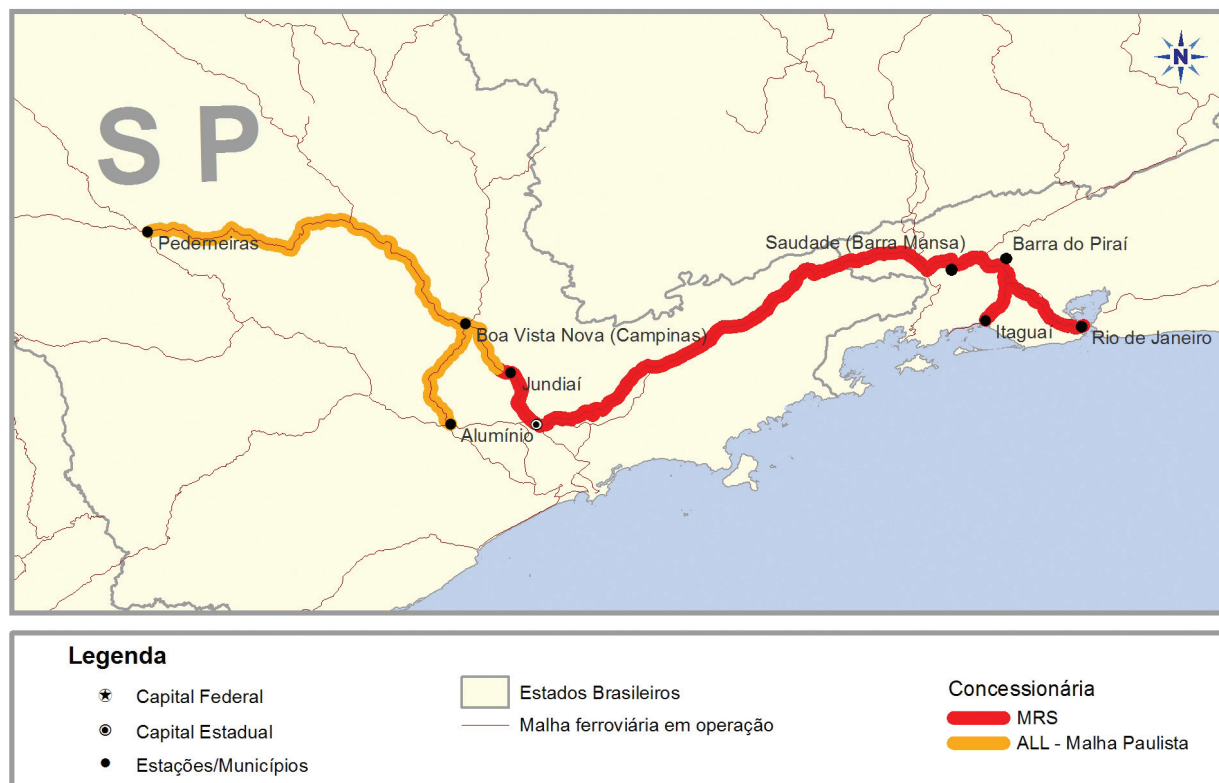 N
S P
Pederneiras
Saudade (Barra Mansa)
Barra do Piraí
Boa Vista Nova (Campinas)
Itaguaí
Rio de Janeiro
Jundiaí
Alumínio
Legenda
Capital Federal
Capital Estadual
Estações/Municípios
Estados Brasileiros
Malha ferroviária em operação
Concessionária
MRS
ALL - Malha Paulista